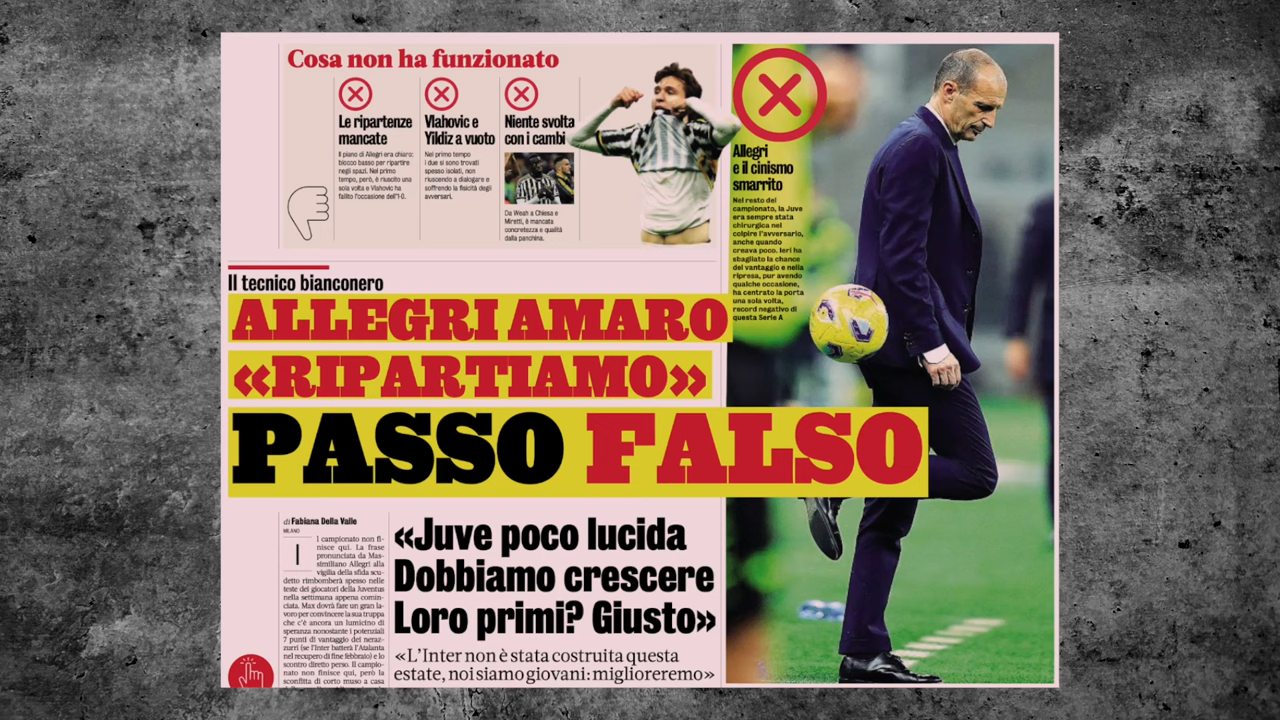 Cosa non ha funzionato
Le ripartenze
mancate
Il piano di Allegri era chiaro:
blocco basso per ripartire
negli spazi. Nel primo
tempo, però, è riuscito una
sola volta e Vlahovic ha
fallito l'occasione dell'1-0.
Vlahovic e
Yildiz a vuoto
Nel primo tempo
i due si sono trovati
spesso isolati, non
riuscendo a dialogare e
soffrendo la fisicità degli
avversari.
Niente svolta
con i cambi
Da Weah a Chiesa e
Miretti, è mancata
concretezza e qualità
dalla panchina.
Allegri
e il cinismo
smarrito
Nel resto del
campionato, la Juve
era sempre stata
chirurgica nel
colpire l'avversario,
anche quando
creava poco. Ieri ha
sbagliato la chance
del vantaggio e nella
ripresa, pur avendo
qualche occasione,
ha centrato la porta
una sola volta,
record negativo di
questa Serie A
Il tecnico bianconero
ALLEGRI AMARO
«RIPARTIAMO»
PASSO FALSO
di Fabiana Della Valle
MILANO
Il campionato non fi-
nisce qui. La frase
pronunciata da Mas-
similiano Allegri alla
vigilia della sfida scu-
detto rimbomberà spesso nelle
teste dei giocatori della Juventus
nella settimana appena comin-
ciata. Max dovrà fare un gran la-
voro per convincere la sua truppa
che c'è ancora un lumicino di
speranza nonostante i potenziali
7 punti di vantaggio dei neraz-
zurri (se l'Inter batterà l'Atalanta
nel recupero di fine febbraio) e lo
scontro diretto perso. Il campio-
nato non finisce qui, però la
sconfitta di corto muso a casa
«Juve poco lucida
Dobbiamo crescere
Loro primi? Giusto»
«L'Inter non è stata costruita questa
estate, noi siamo giovani: miglioreremo»